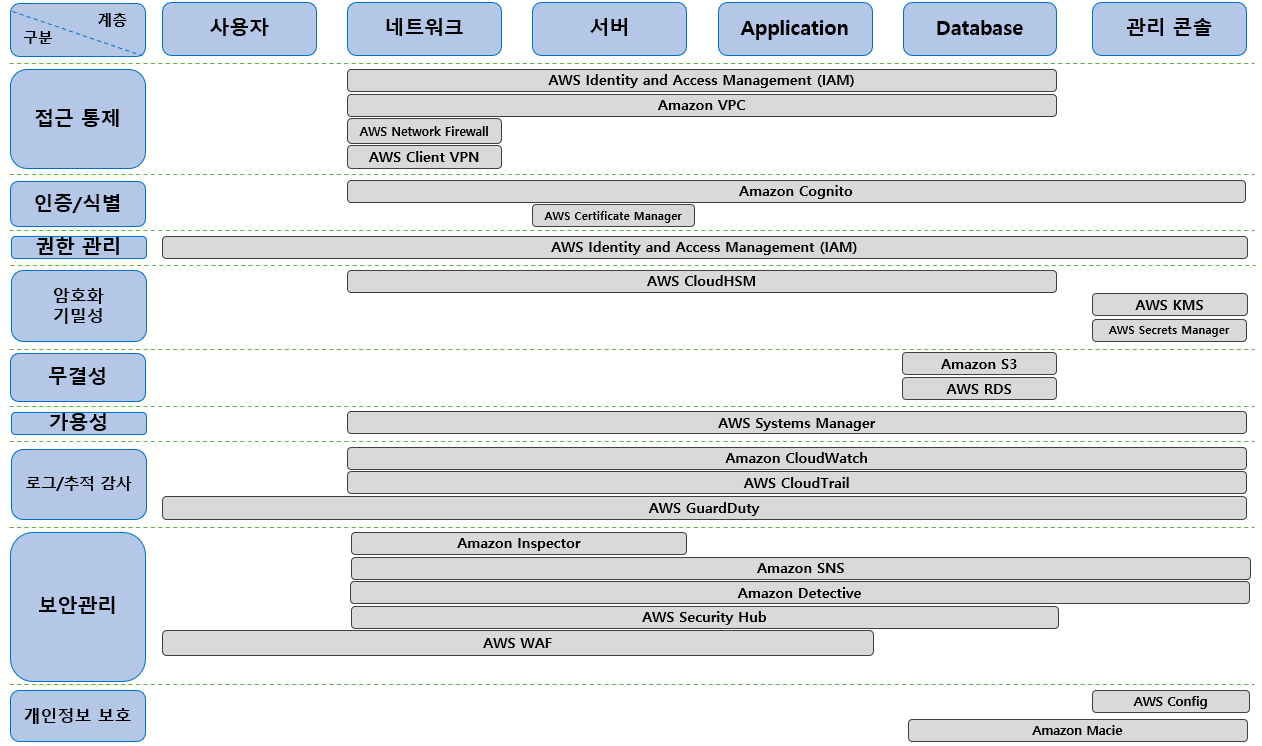 계층
구분
사용자
네트워크
서버
Application
Database
관리 콘솔
접근 통제
AWS Identity and Access Management (IAM)
Amazon VPC
AWS Network Firewall
AWS Client VPN
인증/식별
Amazon Cognito
AWS Certificate Manager
권한 관리
AWS Identity and Access Management (IAM)
암호화
기밀성
AWS CloudHSM
AWS KMS
AWS Secrets Manager
무결성
Amazon S3
AWS RDS
가용성
AWS Systems Manager
로그/추적 감사
Amazon CloudWatch
AWS CloudTrail
AWS GuardDuty
보안관리
Amazon Inspector
Amazon SNS
Amazon Detective
AWS Security Hub
AWS WAF
개인정보 보호
AWS Config
Amazon Macie